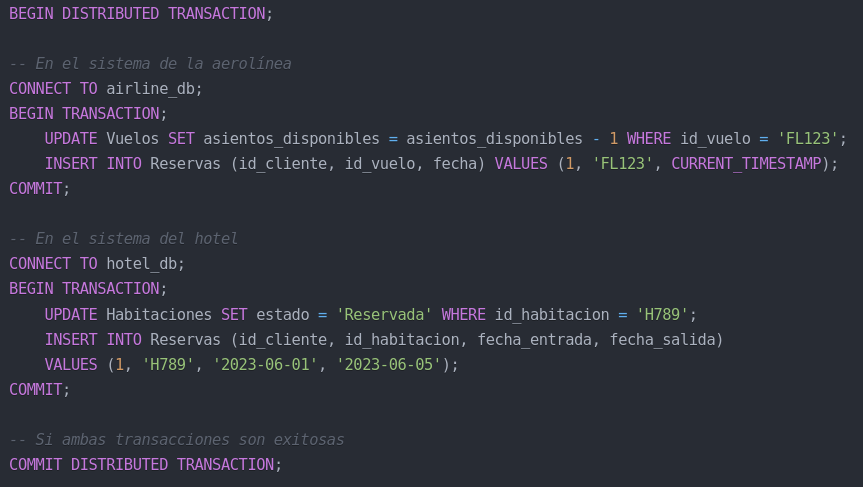 BEGIN DISTRIBUTED TRANSACTION;
-- En el sistema de la aerolínea
CONNECT TO airline_db;
BEGIN TRANSACTION;
    UPDATE Vuelos SET asientos_disponibles = asientos_disponibles - 1 WHERE id_vuelo = 'FL123';
    INSERT INTO Reservas (id_cliente, id_vuelo, fecha) VALUES (1, 'FL123', CURRENT_TIMESTAMP);
COMMIT;
-- En el sistema del hotel
CONNECT TO hotel_db;
BEGIN TRANSACTION;
    UPDATE Habitaciones SET estado = 'Reservada' WHERE id_habitacion = 'H789';
    INSERT INTO Reservas (id_cliente, id_habitacion, fecha_entrada, fecha_salida)
    VALUES (1, 'H789', '2023-06-01', '2023-06-05');
COMMIT;
-- Si ambas transacciones son exitosas
COMMIT DISTRIBUTED TRANSACTION;